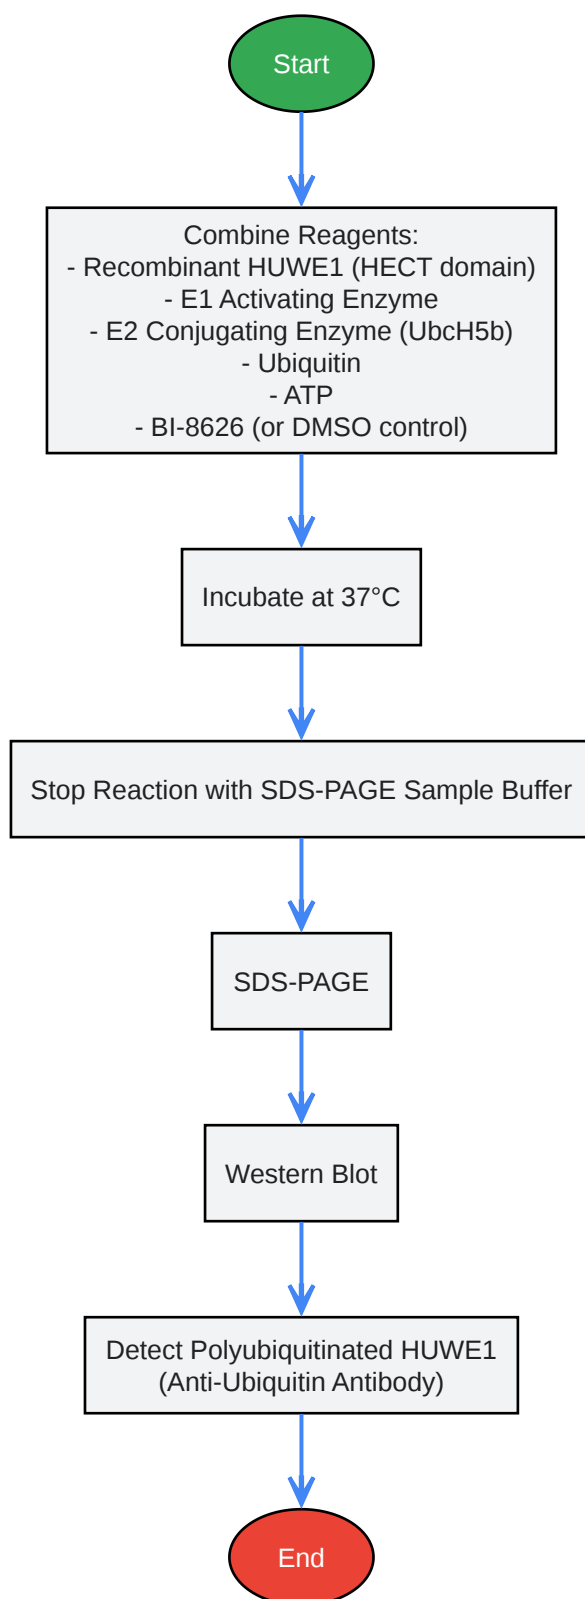 Start
Combine Reagents:
- Recombinant HUWE1 (HECT domain)
- E1 Activating Enzyme
- E2 Conjugating Enzyme (UbcH5b)
- Ubiquitin
- ATP
- BI-8626 (or DMSO control)
Incubate at 37°C
Stop Reaction with SDS-PAGE Sample Buffer
SDS-PAGE
Western Blot
Detect Polyubiquitinated HUWE1
(Anti-Ubiquitin Antibody)
End